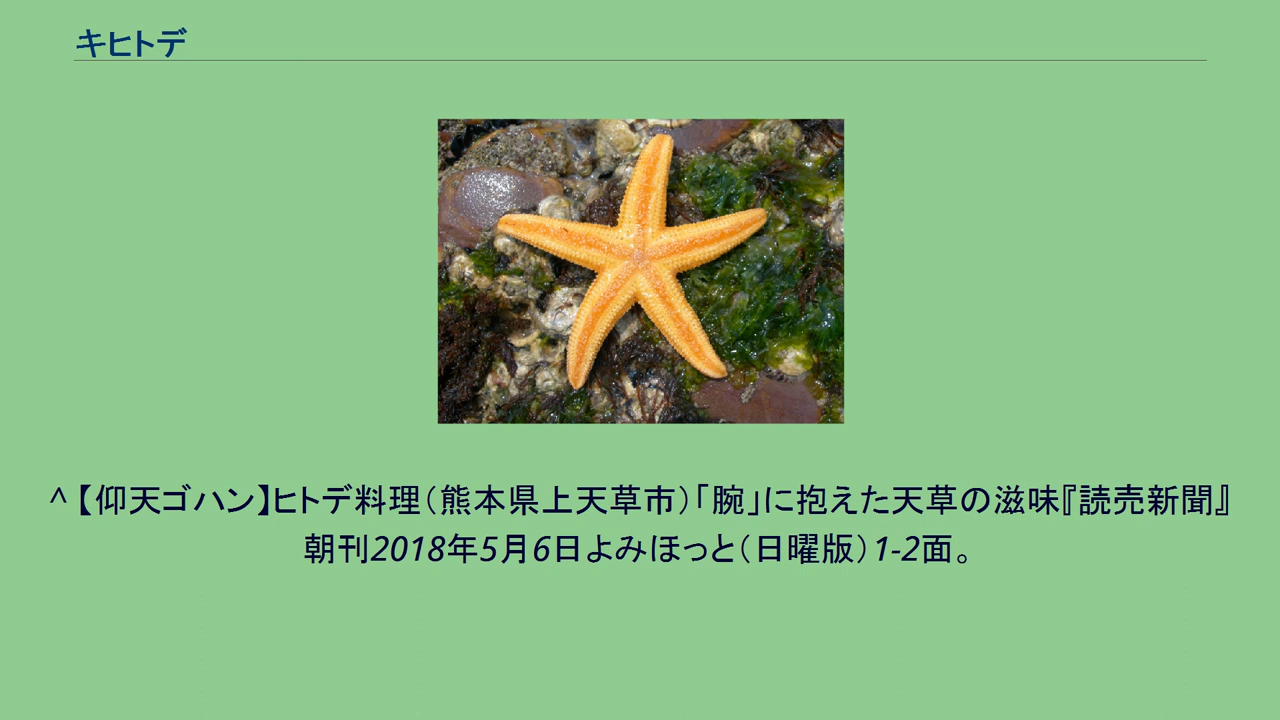 キヒトデ
^ 【仰天ゴハン】ヒトデ料理（熊本県上天草市）「腕」に抱えた天草の滋味『読売新聞』
朝刊2018年5月6日よみほっと（日曜版）1-2面。